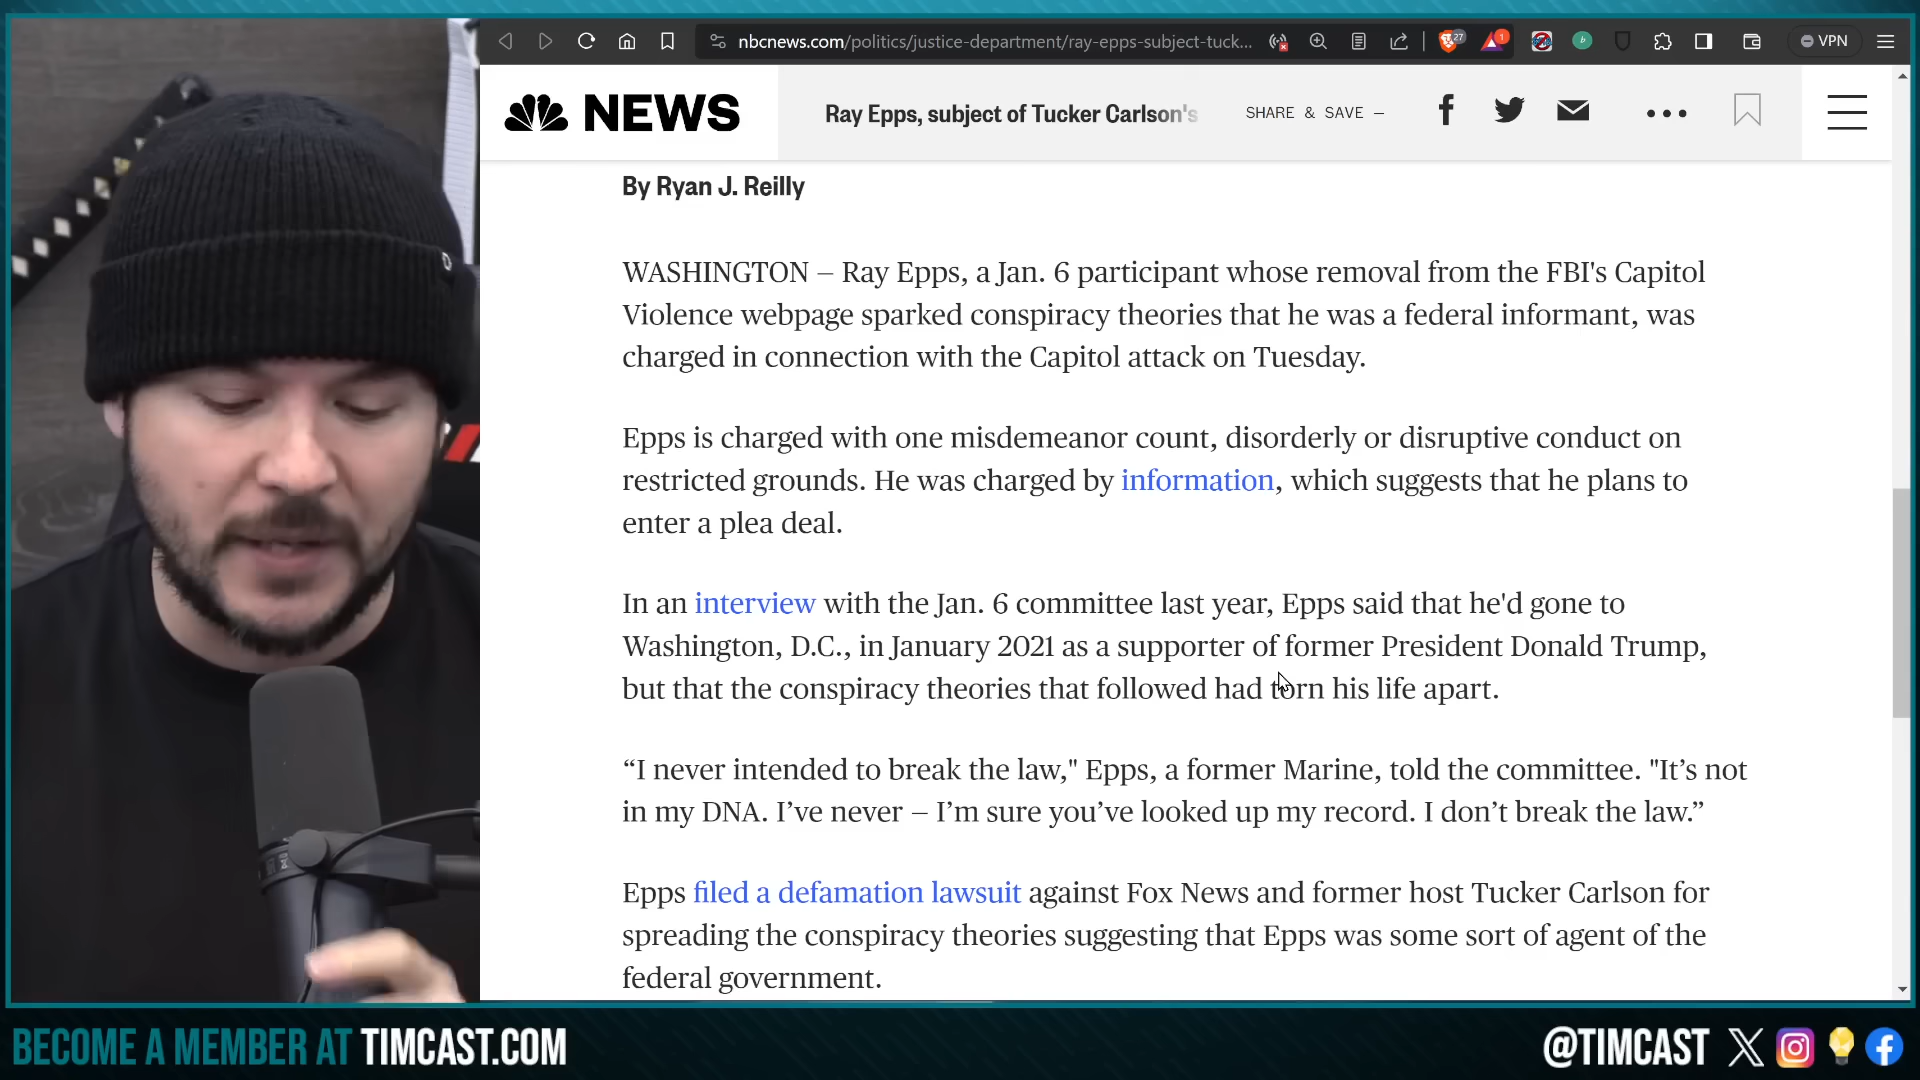 nbcnews.com/politics/justice-department/ray-epps-subject-tuck...
27
1
VPN
NEWS
Ray Epps, subject of Tucker Carlson's
SHARE & SAVE —
By Ryan J. Reilly
WASHINGTON — Ray Epps, a Jan. 6 participant whose removal from the FBI's Capitol
Violence webpage sparked conspiracy theories that he was a federal informant, was
charged in connection with the Capitol attack on Tuesday.
Epps is charged with one misdemeanor count, disorderly or disruptive conduct on
restricted grounds. He was charged by information, which suggests that he plans to
enter a plea deal.
In an interview with the Jan. 6 committee last year, Epps said that he'd gone to
Washington, D.C., in January 2021 as a supporter of former President Donald Trump,
but that the conspiracy theories that followed had torn his life apart.
“I never intended to break the law," Epps, a former Marine, told the committee. "It’s not
in my DNA. I’ve never — I’m sure you’ve looked up my record. I don’t break the law.”
Epps filed a defamation lawsuit against Fox News and former host Tucker Carlson for
spreading the conspiracy theories suggesting that Epps was some sort of agent of the
federal government.
BECOME A MEMBER AT TIMCAST.COM
@TIMCAST